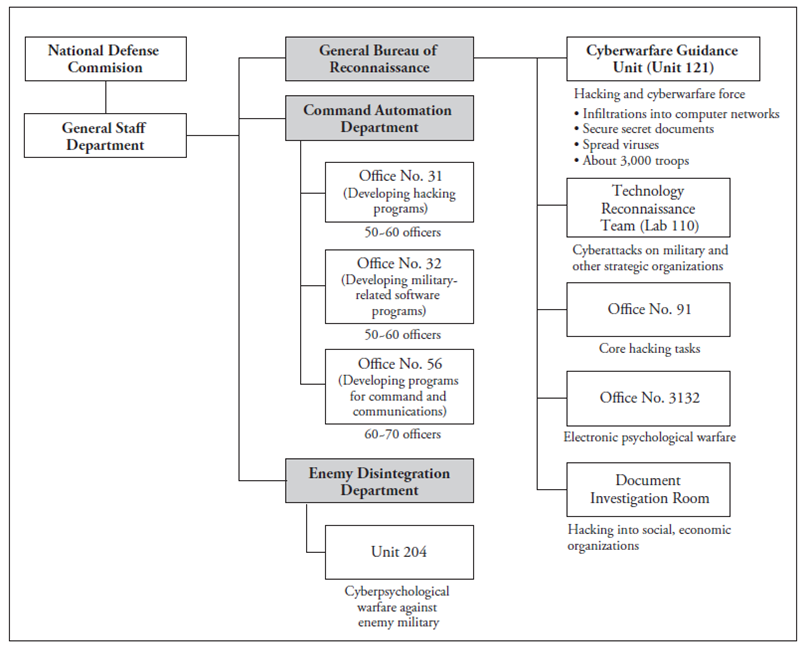 National Defense
Commision
General Staff
Department
General Bureau of
Reconnaissance
Command Automation
Department
Office No. 31
(Developing hacking
programs)
50–60 officers
Office No. 32
(Developing military-
related software
programs)
50–60 officers
Office No. 56
(Developing programs
for command and
communications)
60–70 officers
Enemy Disintegration
Department
Unit 204
Cyberpsychological
warfare against
enemy military
Cyberwarfare Guidance
Unit (Unit 121)
Hacking and cyberwarfare force
• Infiltrations into computer networks
• Secure secret documents
• Spread viruses
• About 3,000 troops
Technology
Reconnaissance
Team (Lab 110)
Cyberattacks on military and
other strategic organizations
Office No. 91
Core hacking tasks
Office No. 3132
Electronic psychological warfare
Document
Investigation Room
Hacking into social, economic
organizations